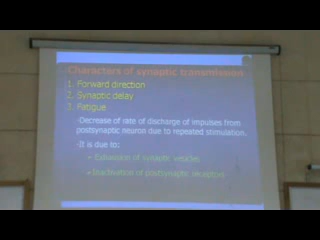 Characters of synaptic transmission
1. Forward direction
2. Synaptic delay
3. Fatigue
-Decrease of rate of discharge of impulses from
postsynaptic neuron due to repeated stimulation.
-It is due to:
Exhaustion of synaptic vesicles
Inactivation of postsynaptic receptors